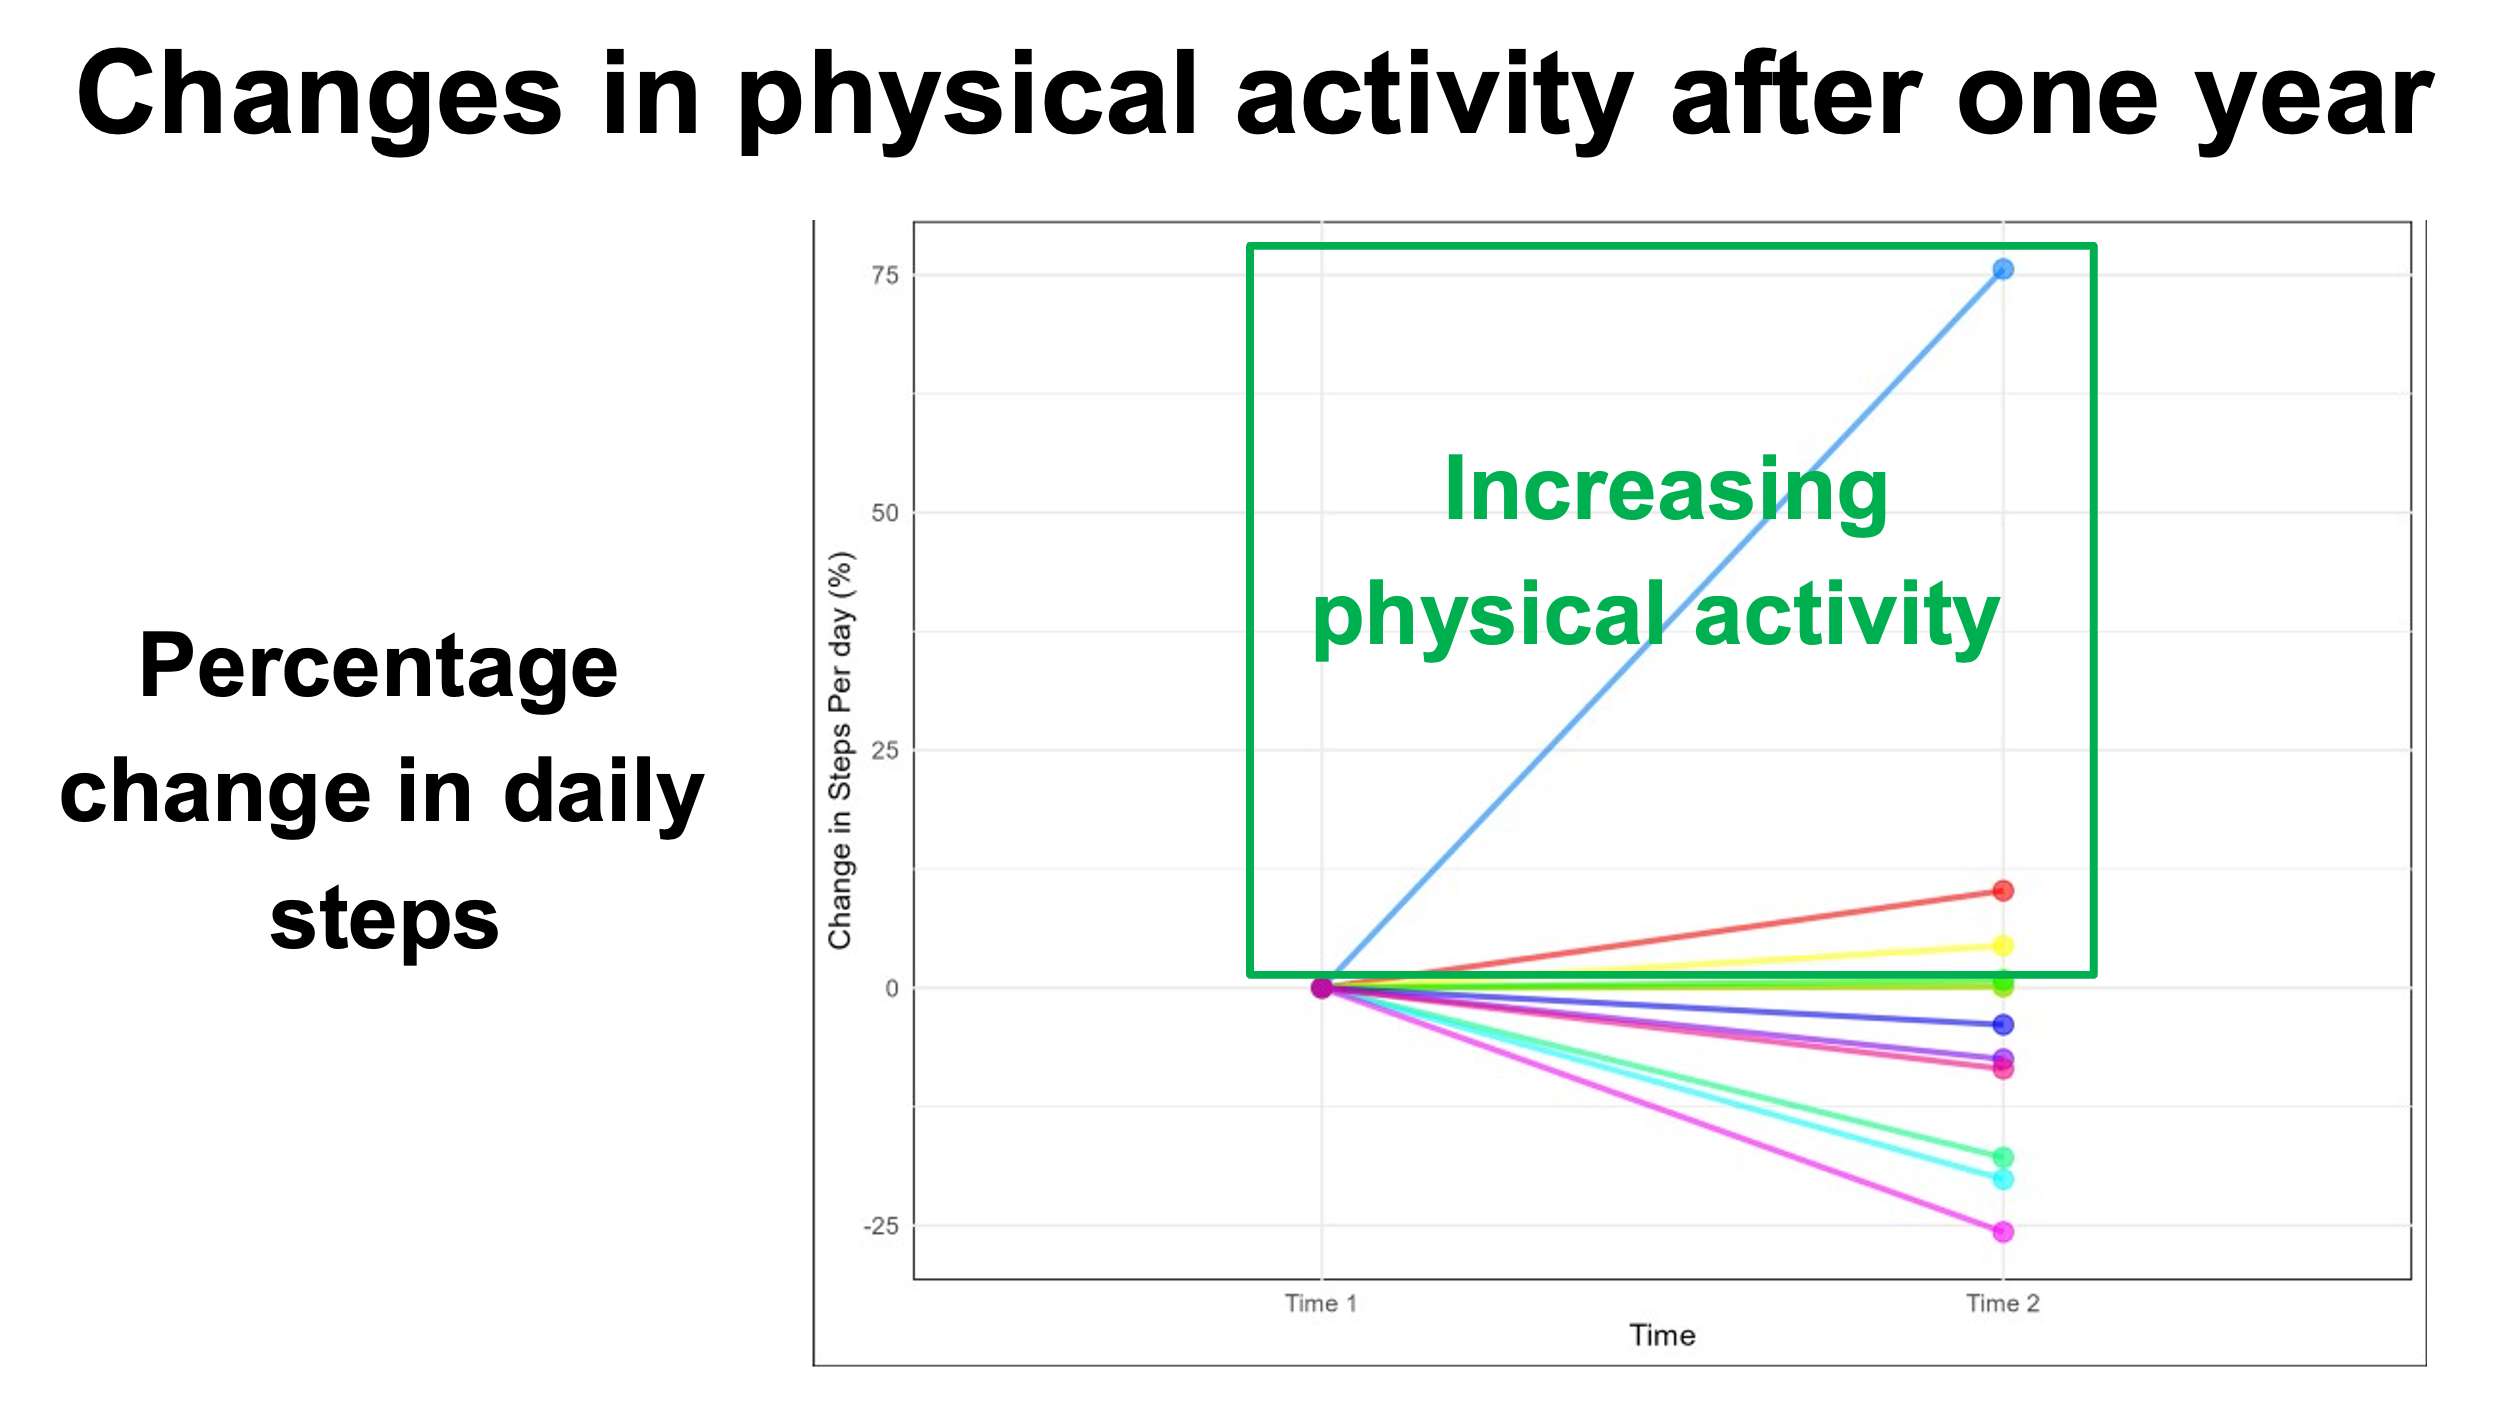 Changes in physical activity after one year
Percentage
change in daily
steps
Change in Steps Per day (%)
75
50
25
0
-25
Increasing
physical activity
Time 1
Time 2
Time